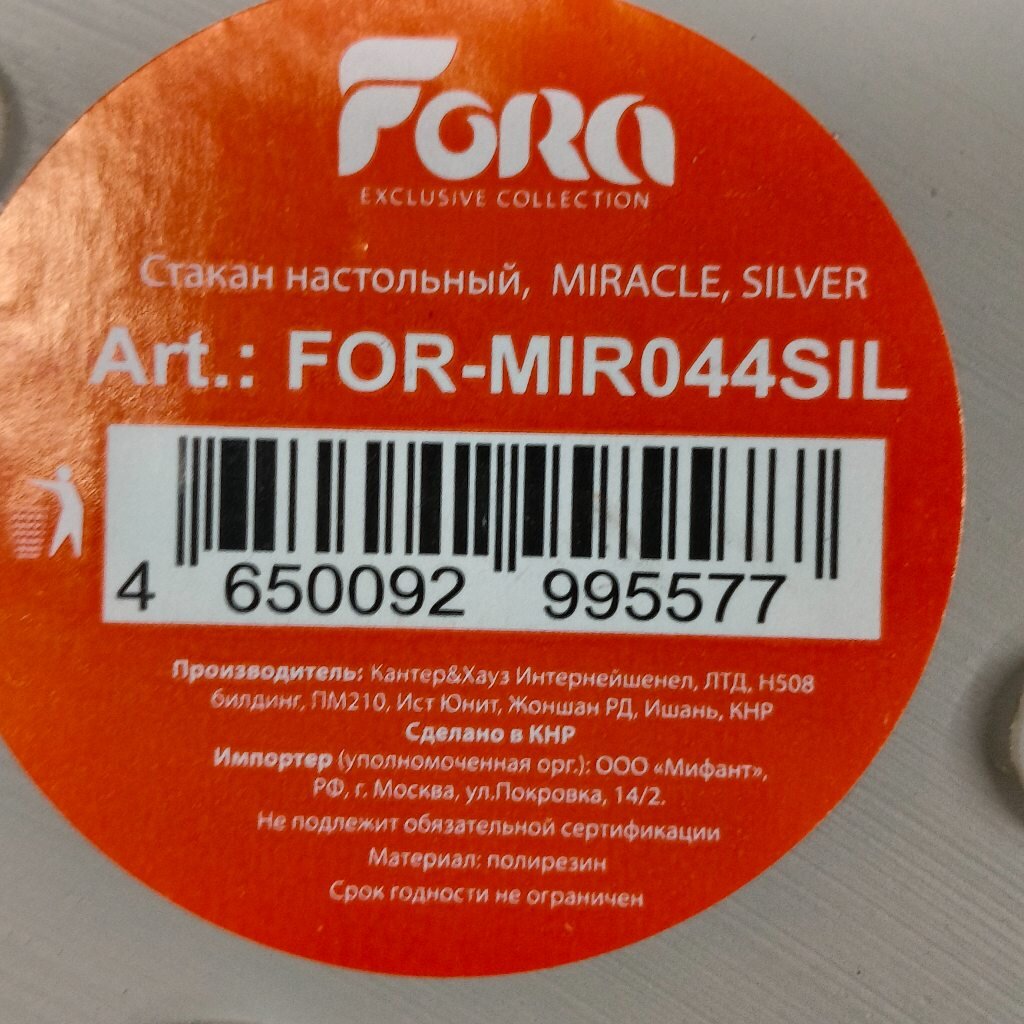 FORA
EXCLUSIVE COLLECTION
Стакан настольный, MIRACLE, SILVER
Art.: FOR-MIR044SIL
4 650092 995577
Производитель: Кантер&Хауз Интернейшенел, ЛТД, Н508
билдинг, ПМ210, Ист Юнит, Жоншан РД, Ишань, КНР
Сделано в КНР
Импортер (уполномоченная орг.): ООО «Мифант»,
РФ, г. Москва, ул.Покровка, 14/2.
Не подлежит обязательной сертификации
Материал: полирезин
Срок годности не ограничен